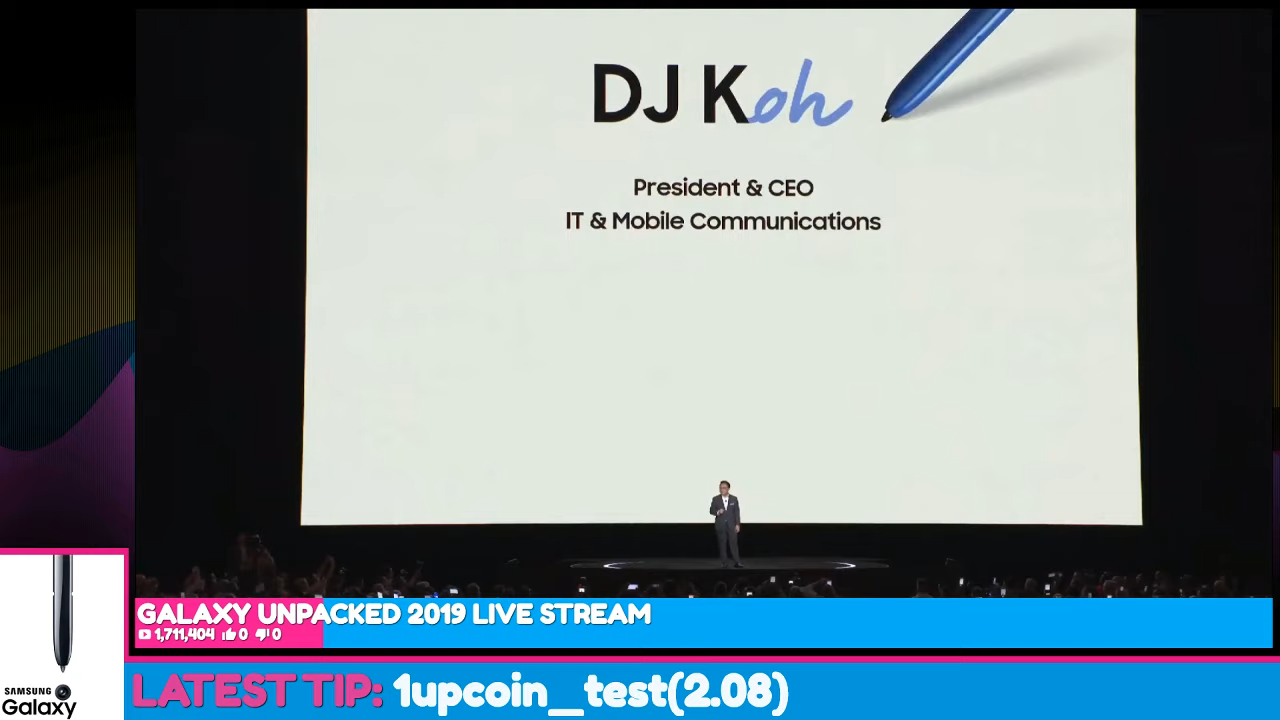 DJ Koh
President & CEO
IT & Mobile Communications
GALAXY UNPACKED 2019 LIVE STREAM
1,711,404 0 0
SAMSUNG
Galaxy
LATEST TIP: 1upcoin_test(2.08)